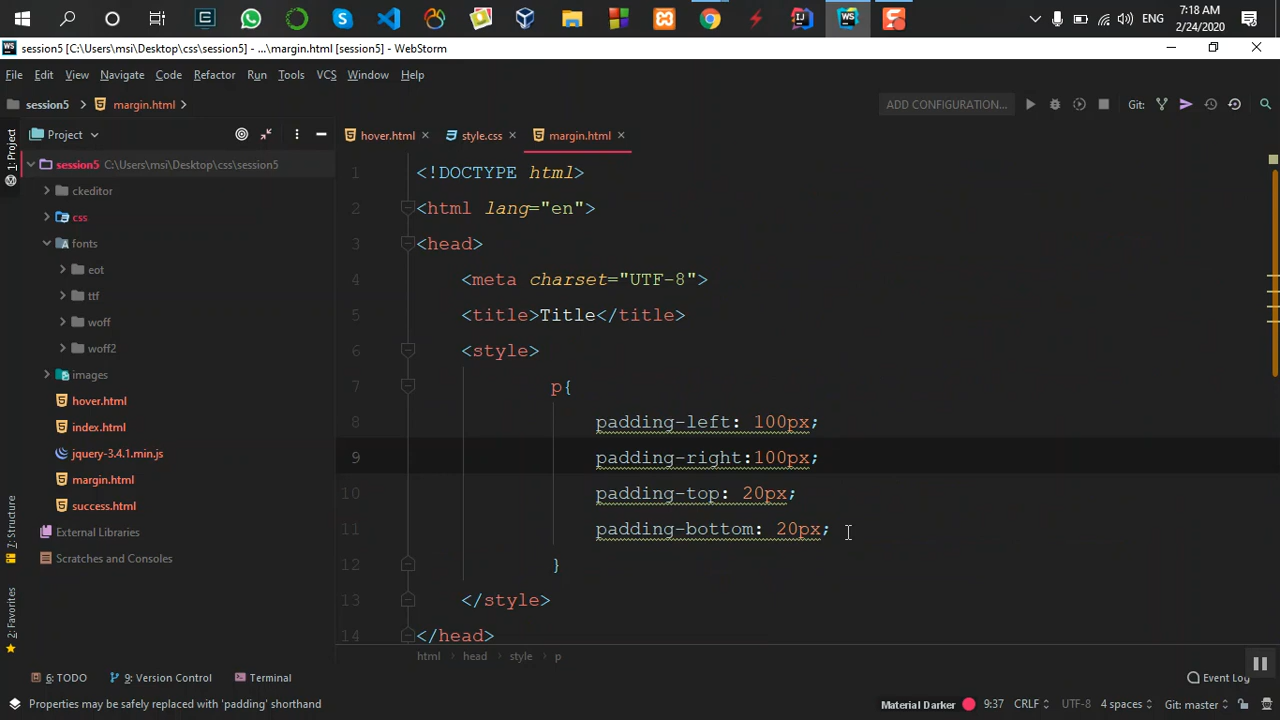 ENG
7:18 AM
2/24/2020
session5 [C:\Users\msi\Desktop\css\session5] - ...\margin.html [session5] - WebStorm
File Edit View Navigate Code Refactor Run Tools VCS Window Help
session5 margin.html ADD CONFIGURATION... Git:
Project
hover.html style.css margin.html
1: Project
session5 C:\Users\msi\Desktop\css\session5
ckeditor
css
fonts
eot
ttf
woff
woff2
images
hover.html
index.html
jquery-3.4.1.min.js
margin.html
success.html
External Libraries
Scratches and Consoles
7: Structure
2: Favorites
1 <!DOCTYPE html>
2 <html lang="en">
3 <head>
4 <meta charset="UTF-8">
5 <title>Title</title>
6 <style>
7 p{
8 padding-left: 100px;
9 padding-right:100px;
10 padding-top: 20px;
11 padding-bottom: 20px;
12 }
13 </style>
14 </head>
html head style p
6: TODO 9: Version Control Terminal Event Log
Properties may be safely replaced with 'padding' shorthand Material Darker 9:37 CRLF UTF-8 4 spaces Git: master